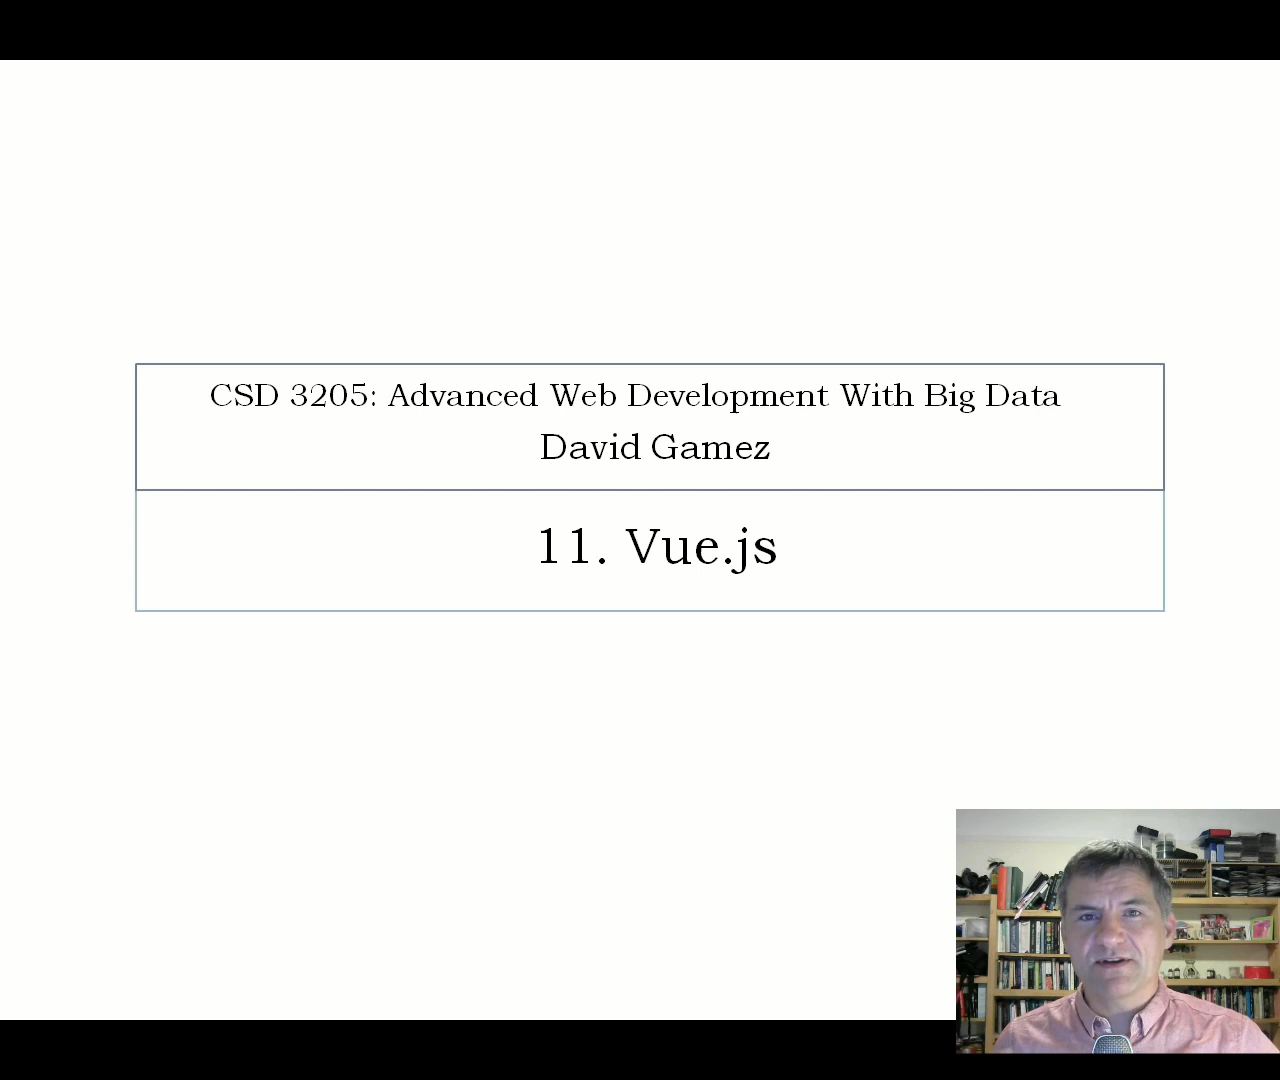 CSD 3205: Advanced Web Development With Big Data
David Gamez
11. Vue.js